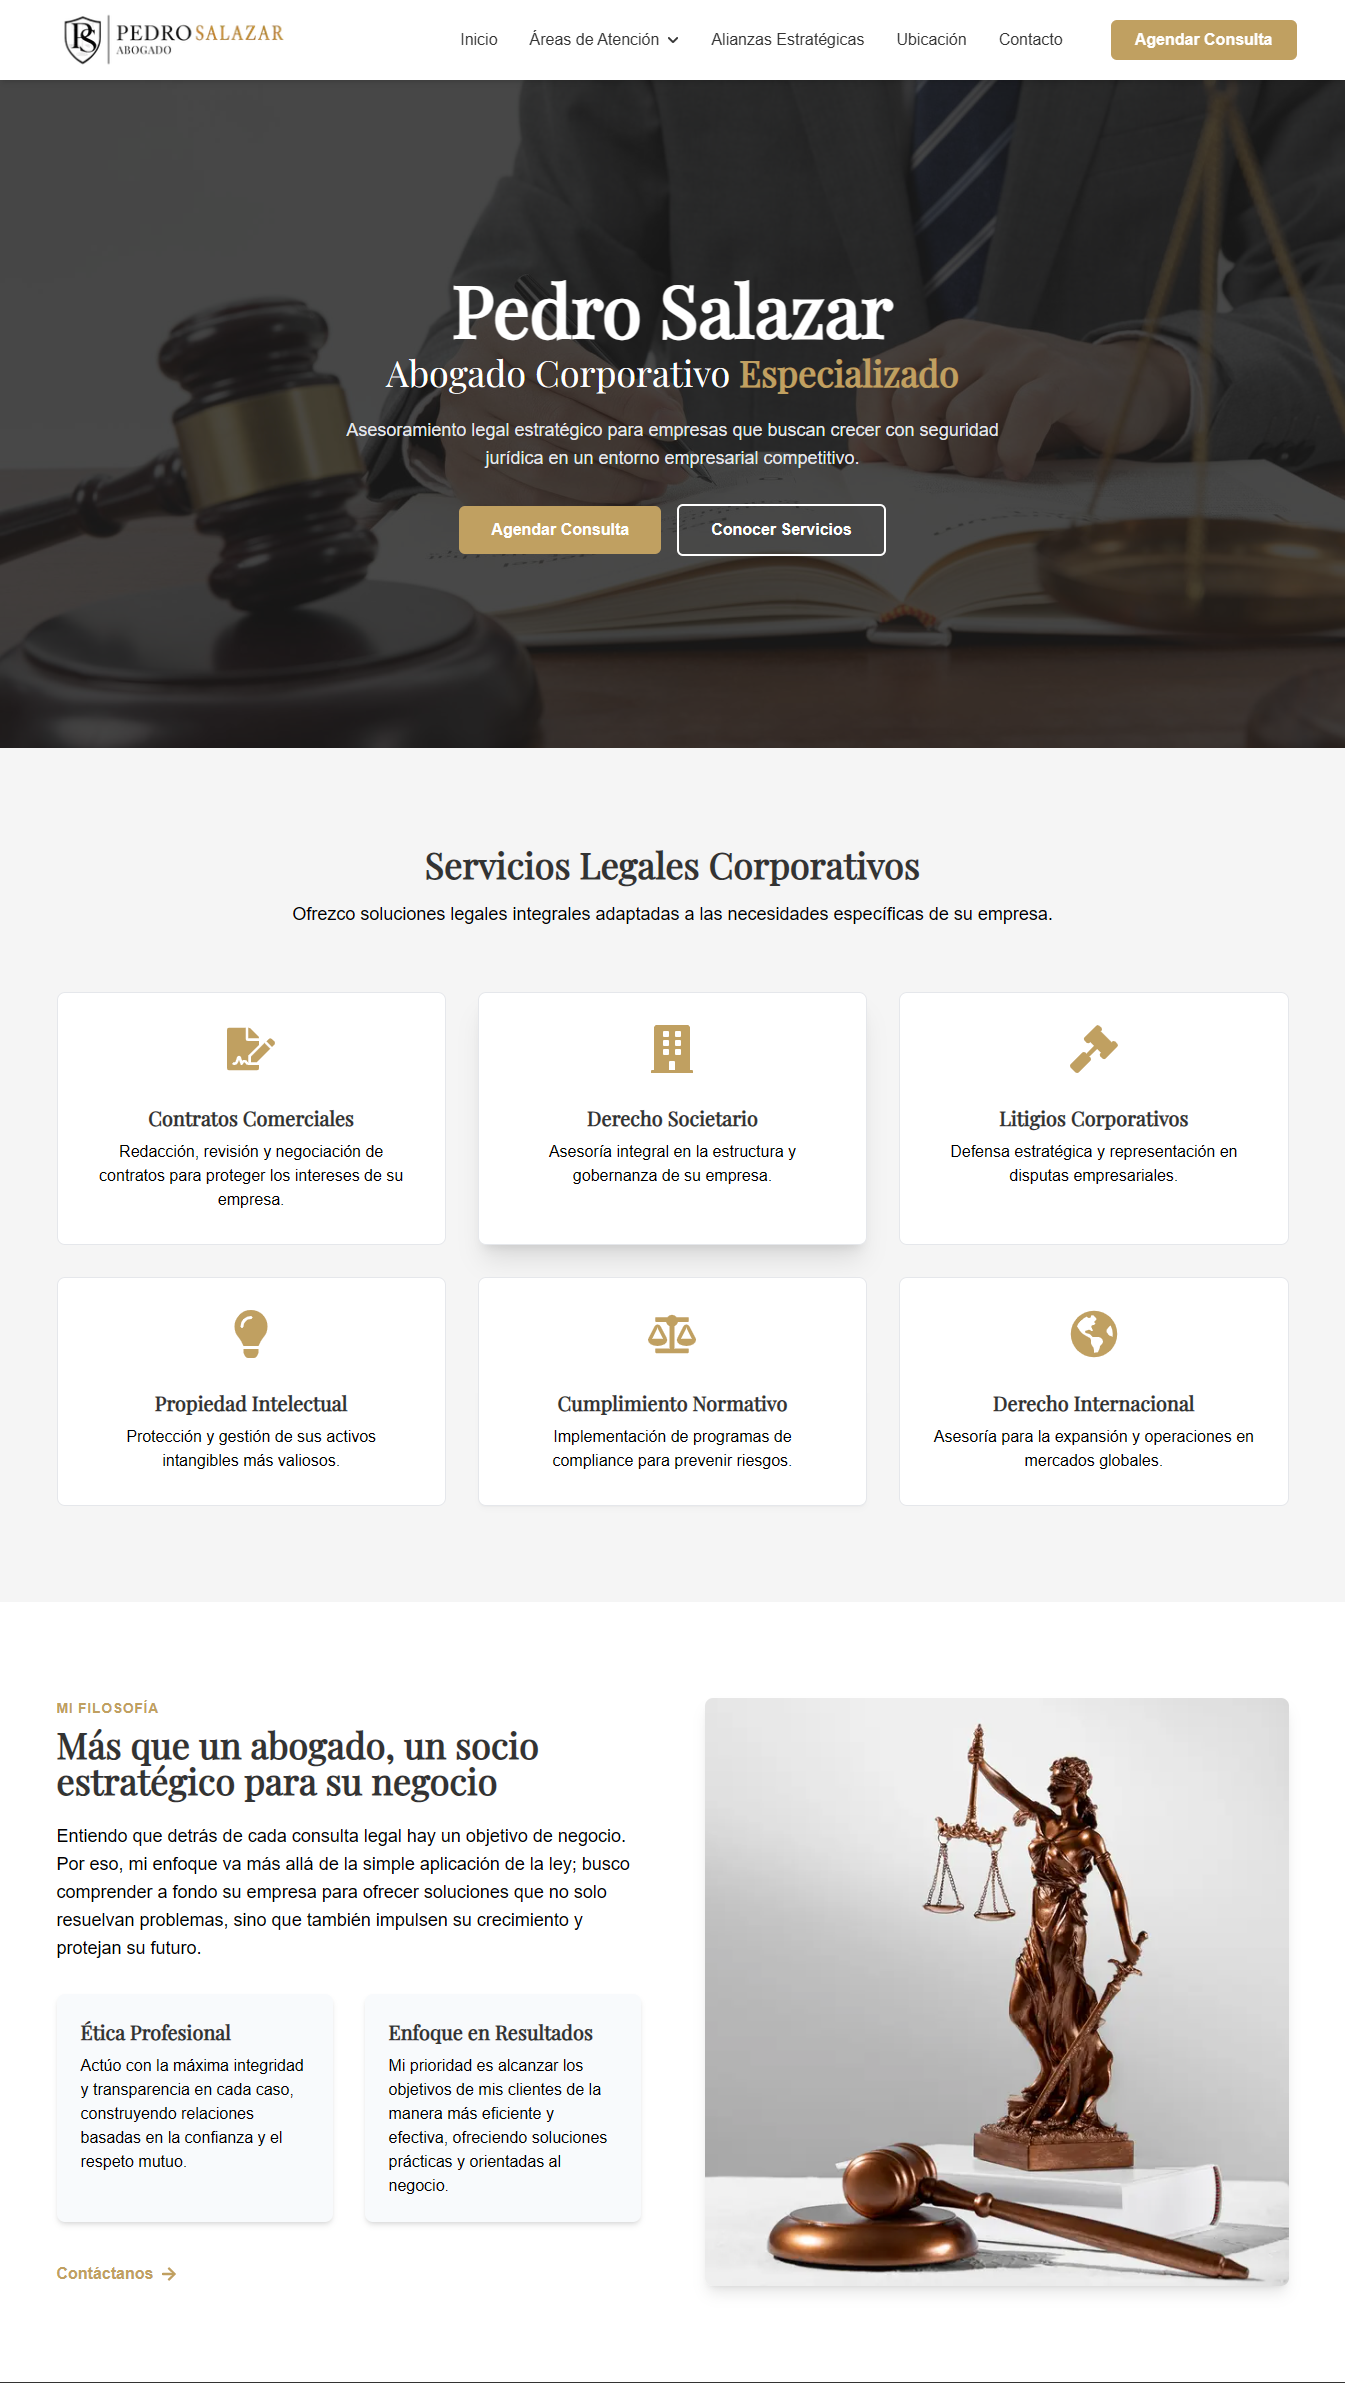 PS PEDRO SALAZAR
ABOGADO
Inicio Áreas de Atención Alianzas Estratégicas Ubicación Contacto Agendar Consulta
Pedro Salazar
Abogado Corporativo Especializado
Asesoramiento legal estratégico para empresas que buscan crecer con seguridad
jurídica en un entorno empresarial competitivo.
Agendar Consulta Conocer Servicios
Servicios Legales Corporativos
Ofrezco soluciones legales integrales adaptadas a las necesidades específicas de su empresa.
Contratos Comerciales
Redacción, revisión y negociación de
contratos para proteger los intereses de su
empresa.
Derecho Societario
Asesoría integral en la estructura y
gobernanza de su empresa.
Litigios Corporativos
Defensa estratégica y representación en
disputas empresariales.
Propiedad Intelectual
Protección y gestión de sus activos
intangibles más valiosos.
Cumplimiento Normativo
Implementación de programas de
compliance para prevenir riesgos.
Derecho Internacional
Asesoría para la expansión y operaciones en
mercados globales.
MI FILOSOFÍA
Más que un abogado, un socio
estratégico para su negocio
Entiendo que detrás de cada consulta legal hay un objetivo de negocio.
Por eso, mi enfoque va más allá de la simple aplicación de la ley; busco
comprender a fondo su empresa para ofrecer soluciones que no solo
resuelvan problemas, sino que también impulsen su crecimiento y
protejan su futuro.
Ética Profesional
Actúo con la máxima integridad
y transparencia en cada caso,
construyendo relaciones
basadas en la confianza y el
respeto mutuo.
Enfoque en Resultados
Mi prioridad es alcanzar los
objetivos de mis clientes de la
manera más eficiente y
efectiva, ofreciendo soluciones
prácticas y orientadas al
negocio.
Contáctanos